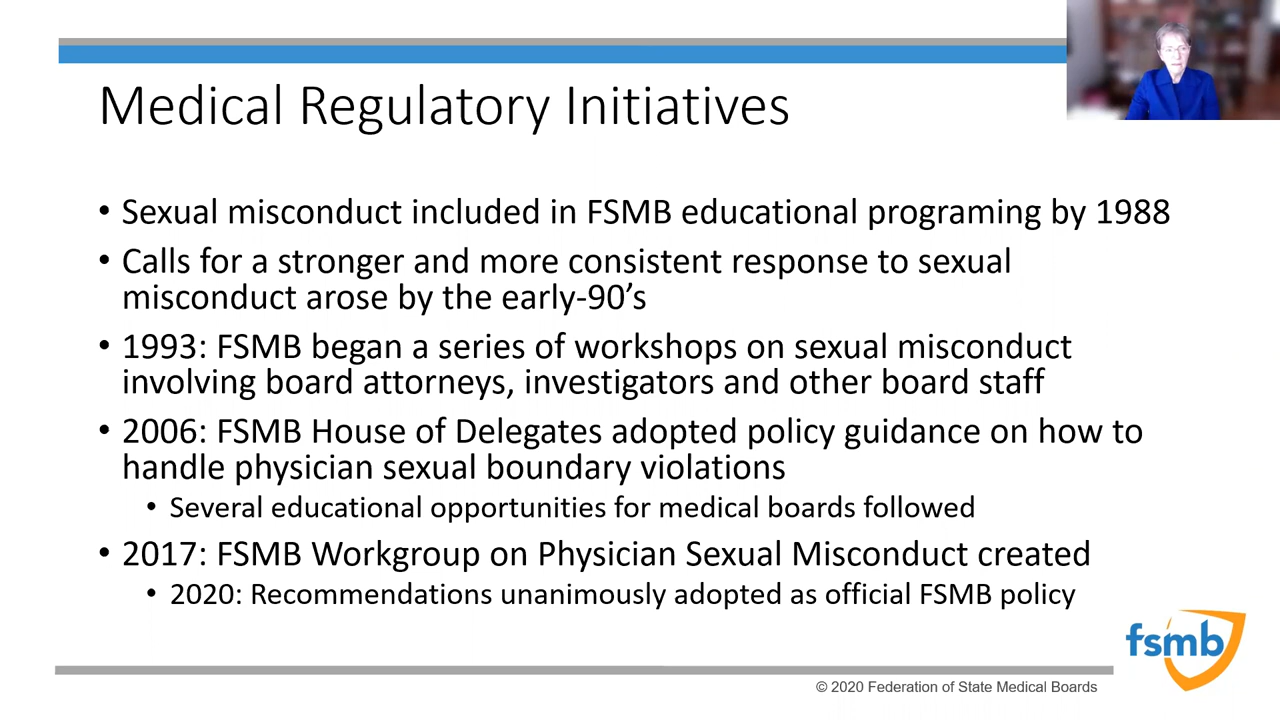 Medical Regulatory Initiatives
• Sexual misconduct included in FSMB educational programing by 1988
• Calls for a stronger and more consistent response to sexual
misconduct arose by the early-90’s
• 1993: FSMB began a series of workshops on sexual misconduct
involving board attorneys, investigators and other board staff
• 2006: FSMB House of Delegates adopted policy guidance on how to
handle physician sexual boundary violations
• Several educational opportunities for medical boards followed
• 2017: FSMB Workgroup on Physician Sexual Misconduct created
• 2020: Recommendations unanimously adopted as official FSMB policy
fsmb
© 2020 Federation of State Medical Boards